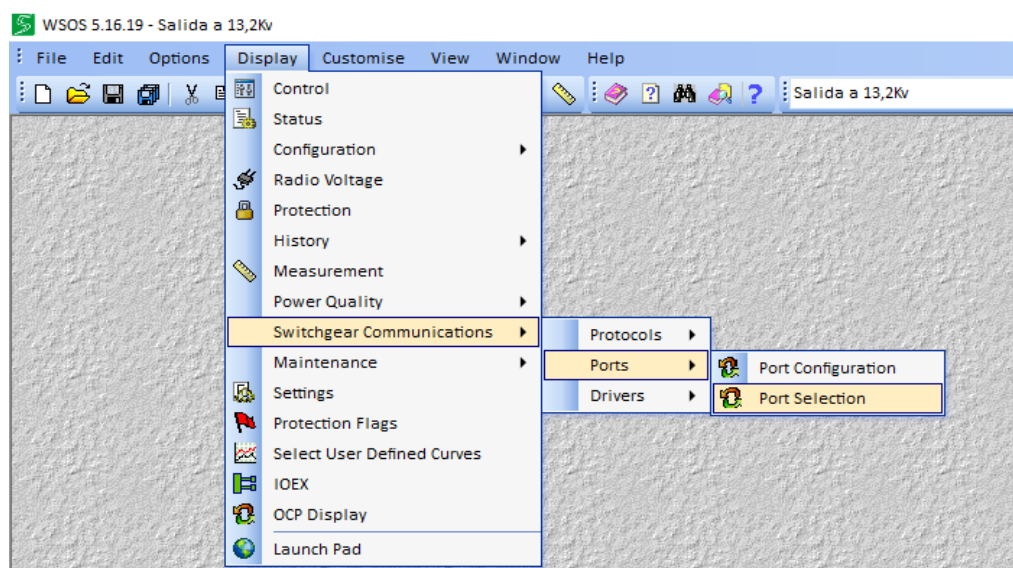 WSOS 5.16.19 - Salida a 13,2Kv
File Edit Options Display Customise View Window Help
Salida a 13,2Kv
Control
Status
Configuration
Radio Voltage
Protection
History
Measurement
Power Quality
Switchgear Communications
Protocols
Maintenance
Ports
Port Configuration
Settings
Drivers
Port Selection
Protection Flags
Select User Defined Curves
IOEX
OCP Display
Launch Pad